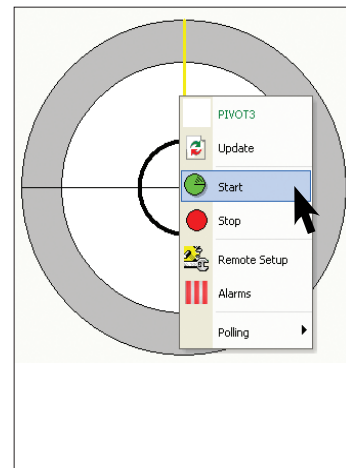 PIVOT3
Update
Start
Stop
Remote Setup
Alarms
Polling